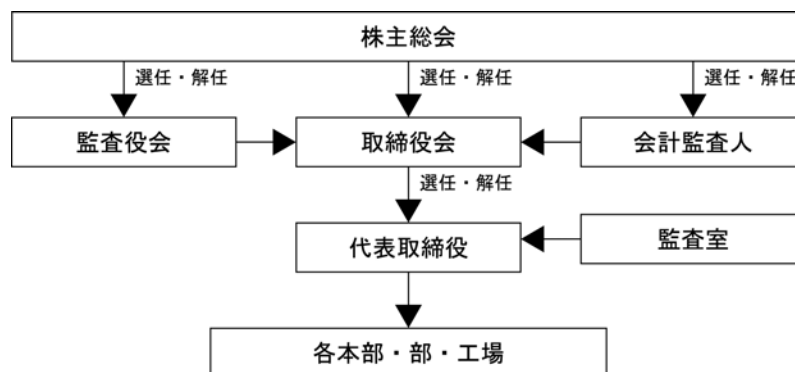 株主総会
選任・解任
選任・解任
選任・解任
監査役会
取締役会
会計監査人
選任・解任
代表取締役
監査室
各本部・部・工場